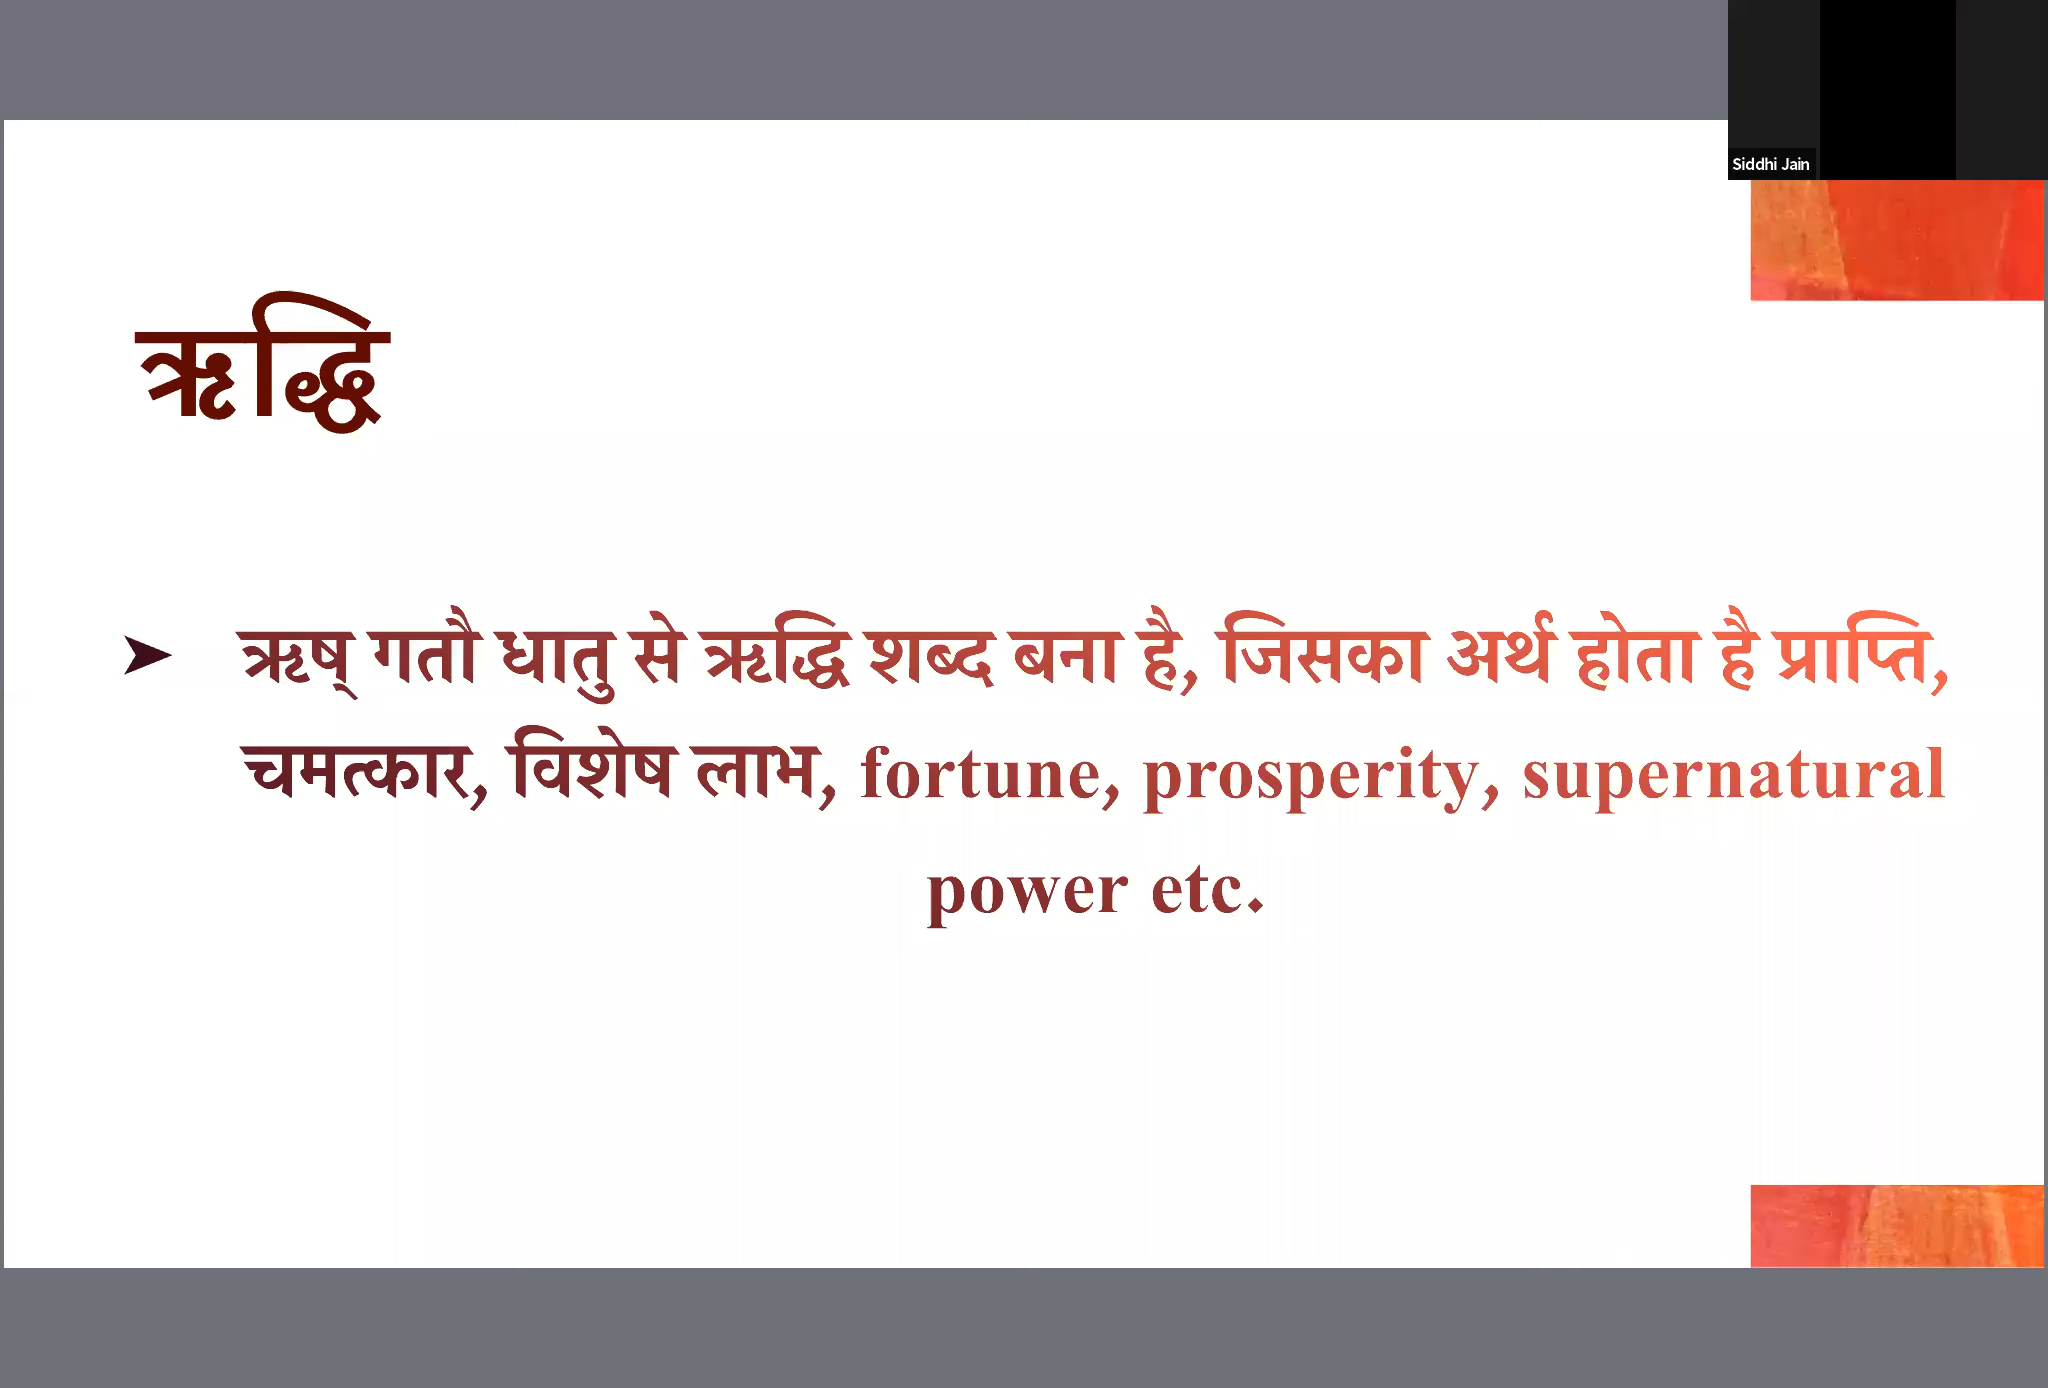 Siddhi Jain
ऋद्धि
➤ ऋष् गतौ धातु से ऋद्धि शब्द बना है, जिसका अर्थ होता है प्राप्ति,
चमत्कार, विशेष लाभ, fortune, prosperity, supernatural
power etc.